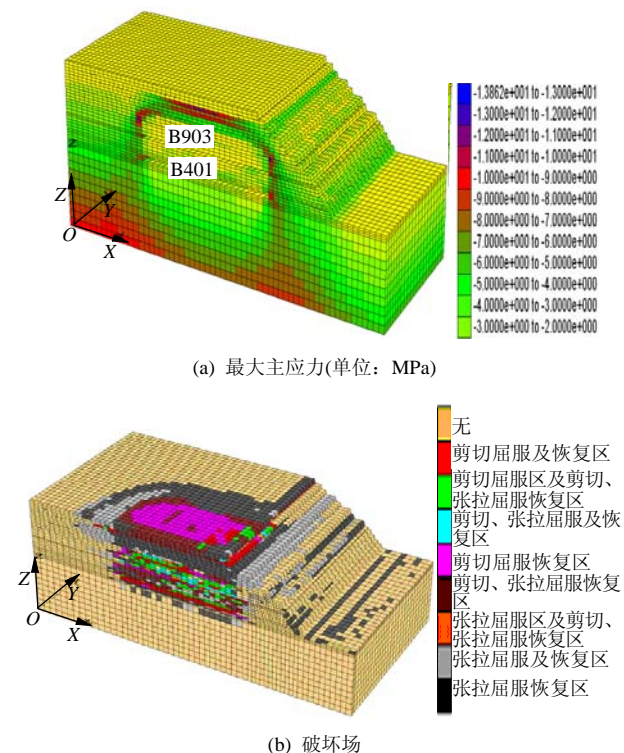 B903
B401
Z
Y
O
X
-1.3862e+001 to -1.3000e+001
-1.3000e+001 to -1.2000e+001
-1.2000e+001 to -1.1000e+001
-1.1000e+001 to -1.0000e+001
-1.0000e+001 to -9.0000e+000
-9.0000e+000 to -8.0000e+000
-8.0000e+000 to -7.0000e+000
-7.0000e+000 to -6.0000e+000
-6.0000e+000 to -5.0000e+000
-5.0000e+000 to -4.0000e+000
-4.0000e+000 to -3.0000e+000
-3.0000e+000 to -2.0000e+000
(a) 最大主应力(单位：MPa)
Z
Y
O
X
无
剪切屈服及恢复区
剪切屈服区及剪切、
张拉屈服恢复区
剪切、张拉屈服及恢
复区
剪切屈服恢复区
剪切、张拉屈服恢复
区
张拉屈服区及剪切、
张拉屈服恢复区
张拉屈服及恢复区
张拉屈服恢复区
(b) 破坏场